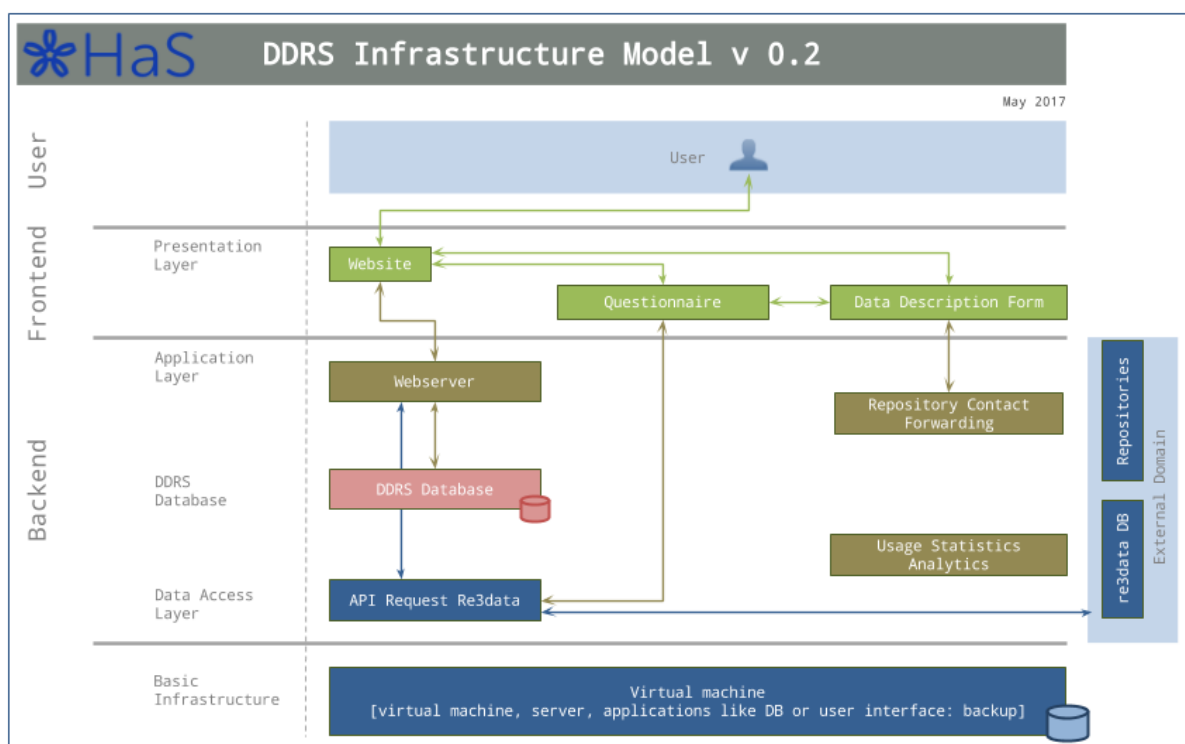 HaS
DDRS Infrastructure Model v 0.2
May 2017
User
User
Frontend
Presentation
Layer
Website
Questionnaire
Data Description Form
Backend
Application
Layer
Webserver
Repository Contact
Forwarding
Repositories
External Domain
DDRS
Database
DDRS Database
Usage Statistics
Analytics
re3data DB
Data Access
Layer
API Request Re3data
Basic
Infrastructure
Virtual machine
[virtual machine, server, applications like DB or user interface: backup]